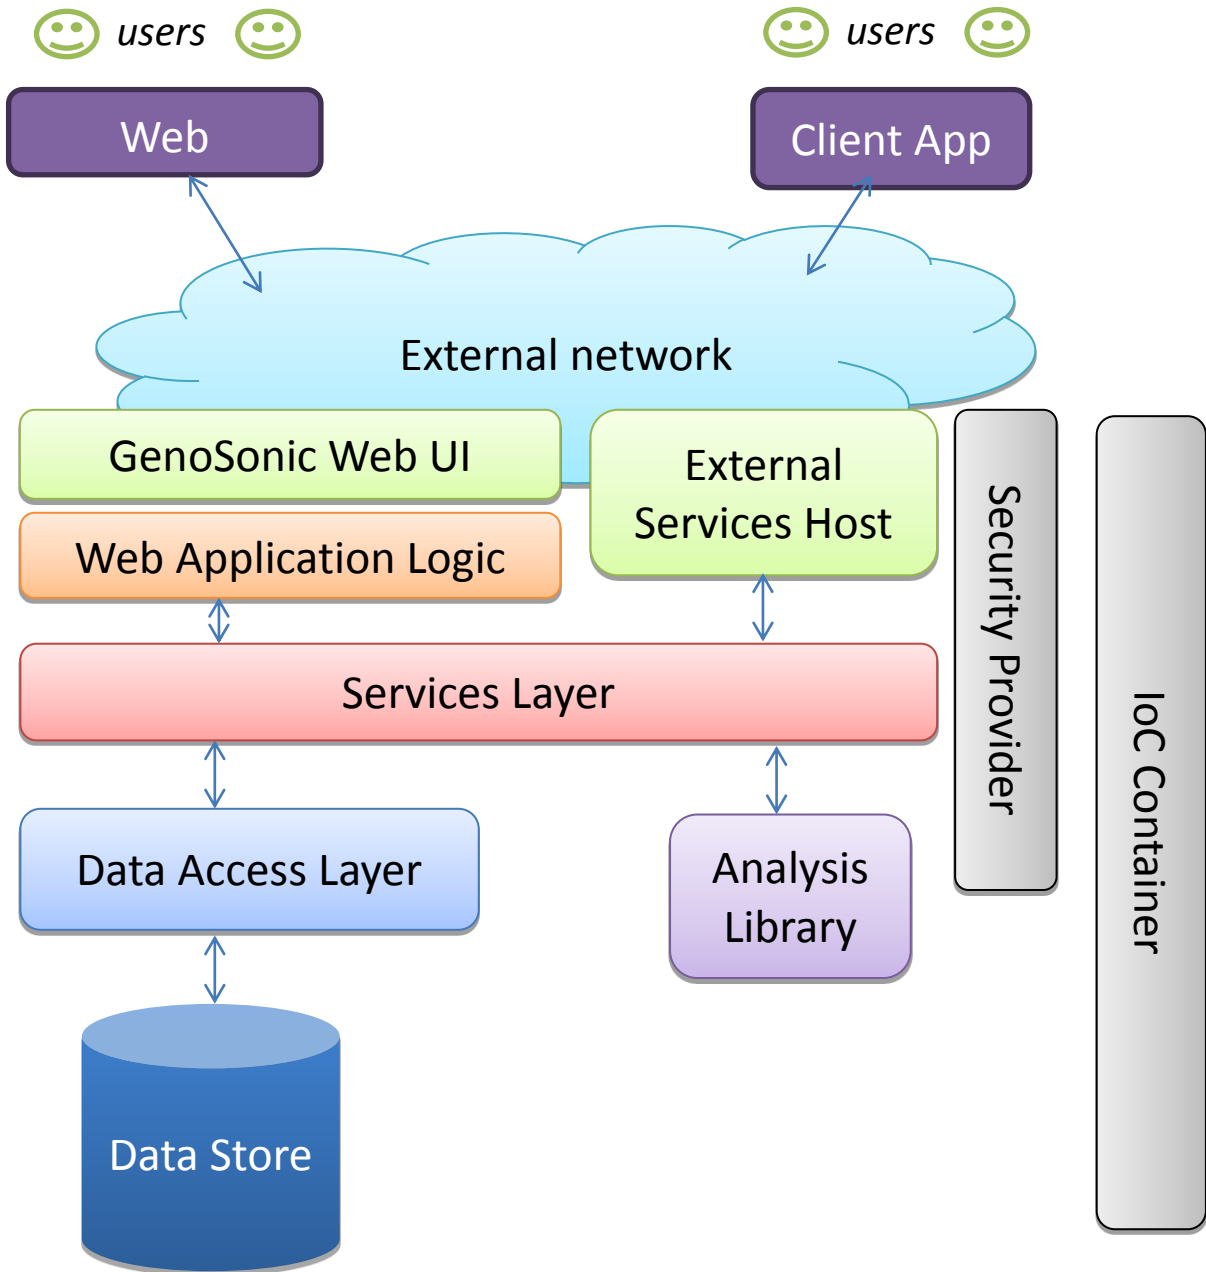 users
users
Web
Client App
External network
GenoSonic Web UI
External
Services Host
Web Application Logic
Services Layer
Security Provider
IoC Container
Data Access Layer
Analysis
Library
Data Store